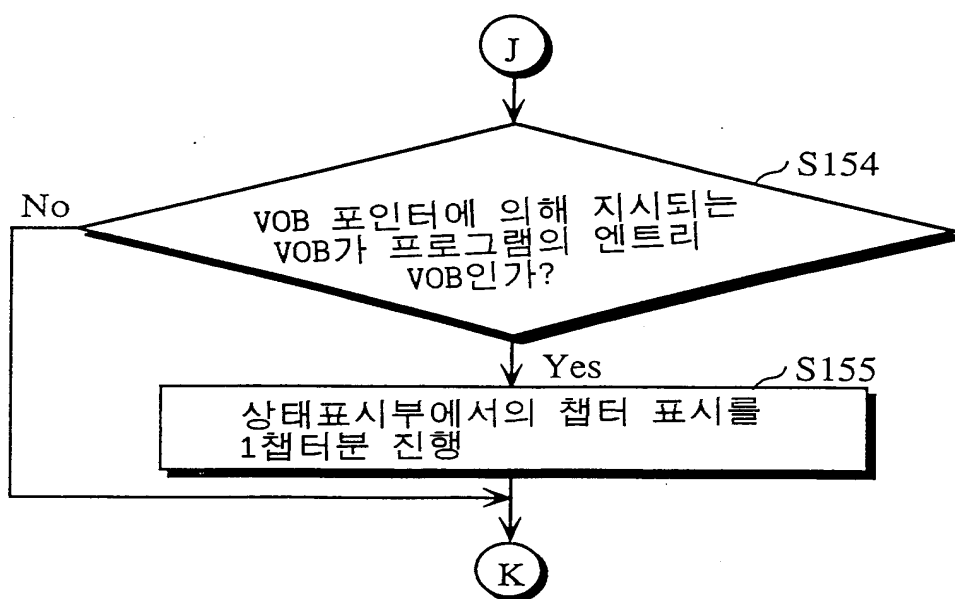 J
S154
No
VOB 포인터에 의해 지시되는
VOB가 프로그램의 엔트리
VOB인가?
Yes
S155
상태표시부에서의 챕터 표시를
1챕터분 진행
K